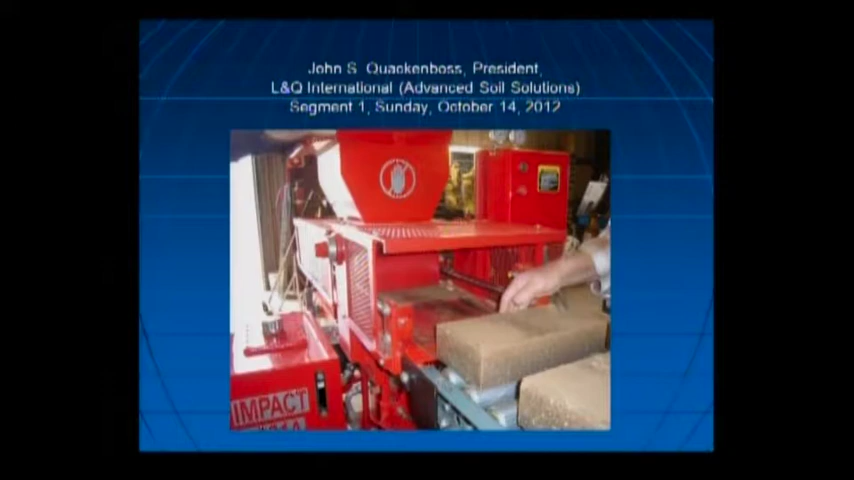 John S. Quackenboss, President,
L&Q International (Advanced Soil Solutions)
Segment 1, Sunday, October 14, 2012
IMPACT